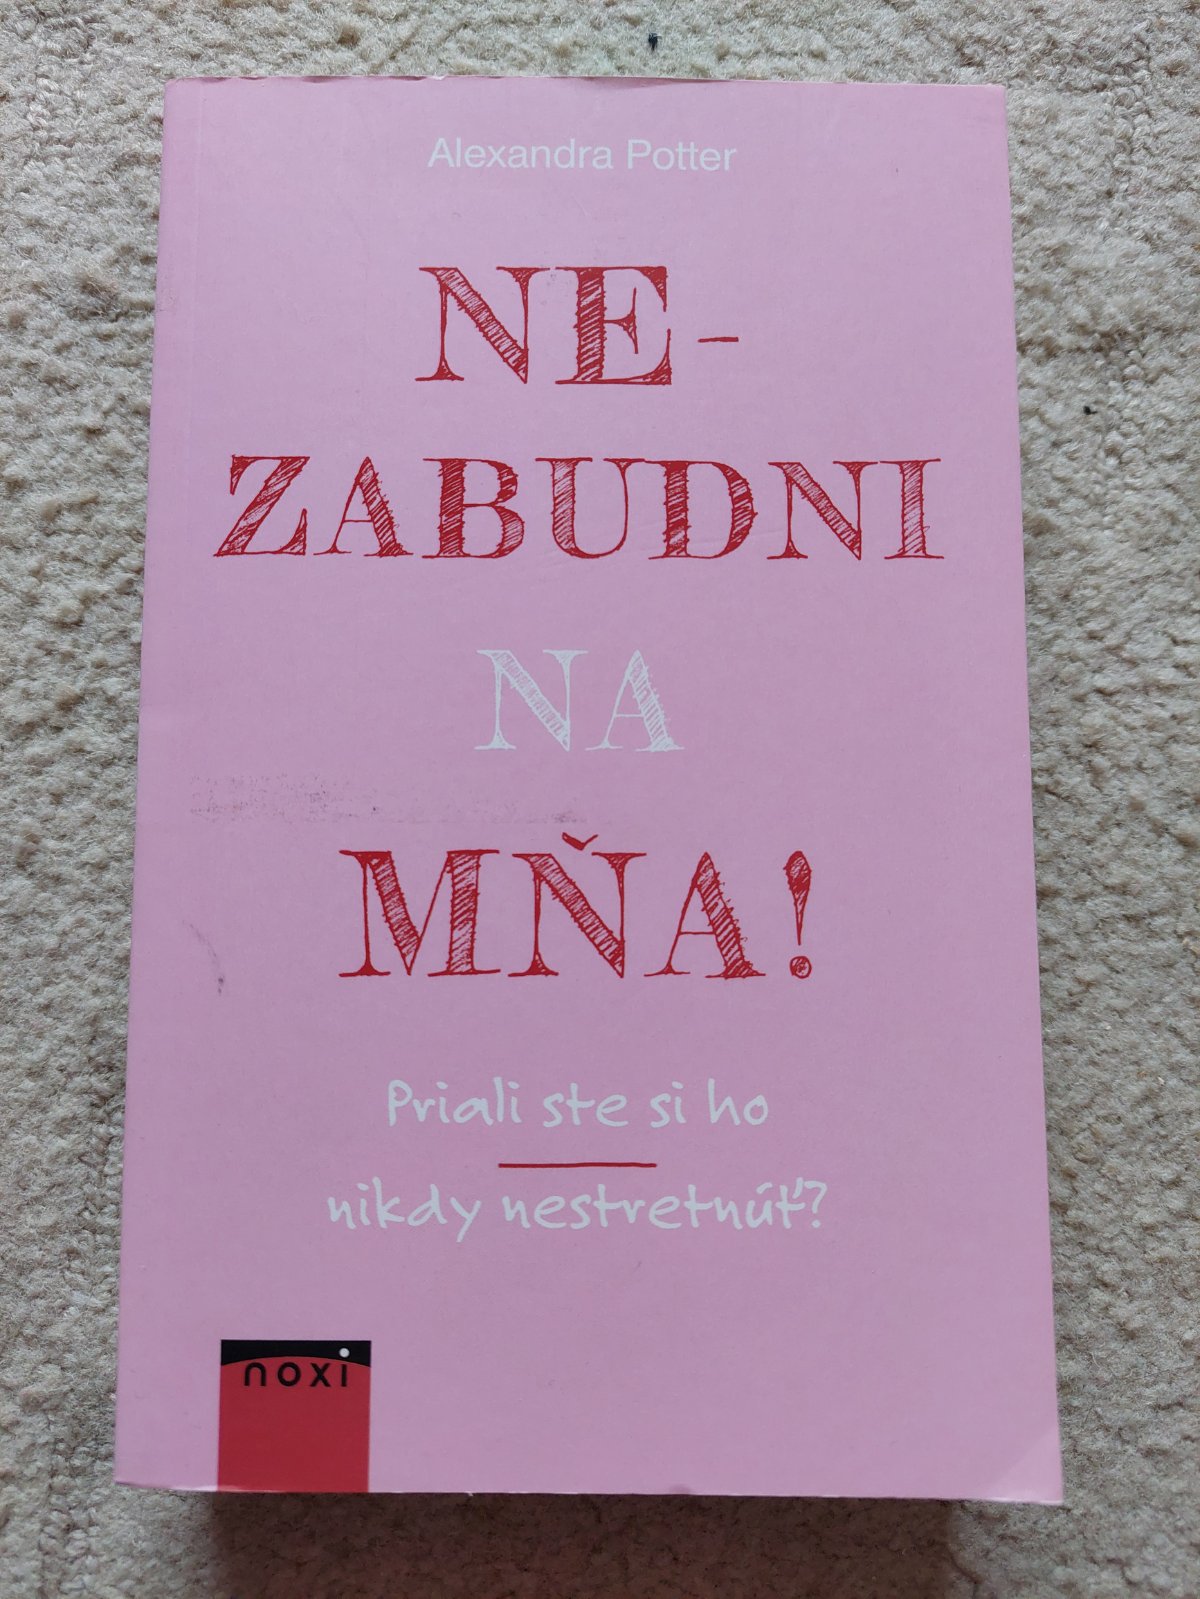 Alexandra Potter
NE-
ZABUDNI
NA
MŇA!
Priali ste si ho
nikdy nestretnúť?
noxi